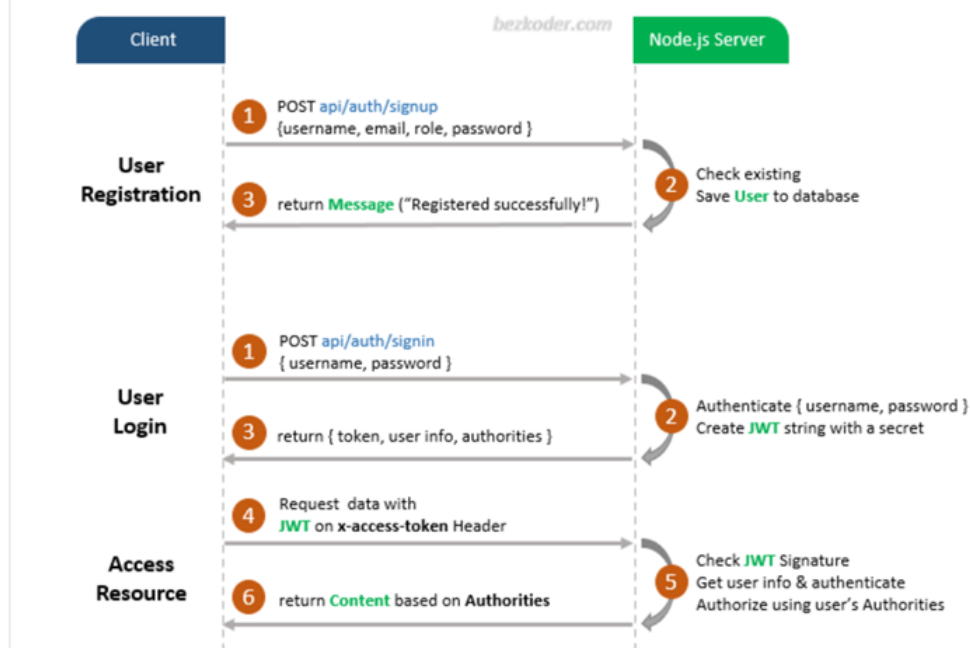 bezkoder.com
Client
Node.js Server
1
POST api/auth/signup
{username, email, role, password }
User
Registration
2
Check existing
Save User to database
3
return Message (“Registered successfully!”)
1
POST api/auth/signin
{ username, password }
User
Login
2
Authenticate { username, password }
Create JWT string with a secret
3
return { token, user info, authorities }
4
Request data with
JWT on x-access-token Header
Access
Resource
5
Check JWT Signature
Get user info & authenticate
Authorize using user’s Authorities
6
return Content based on Authorities